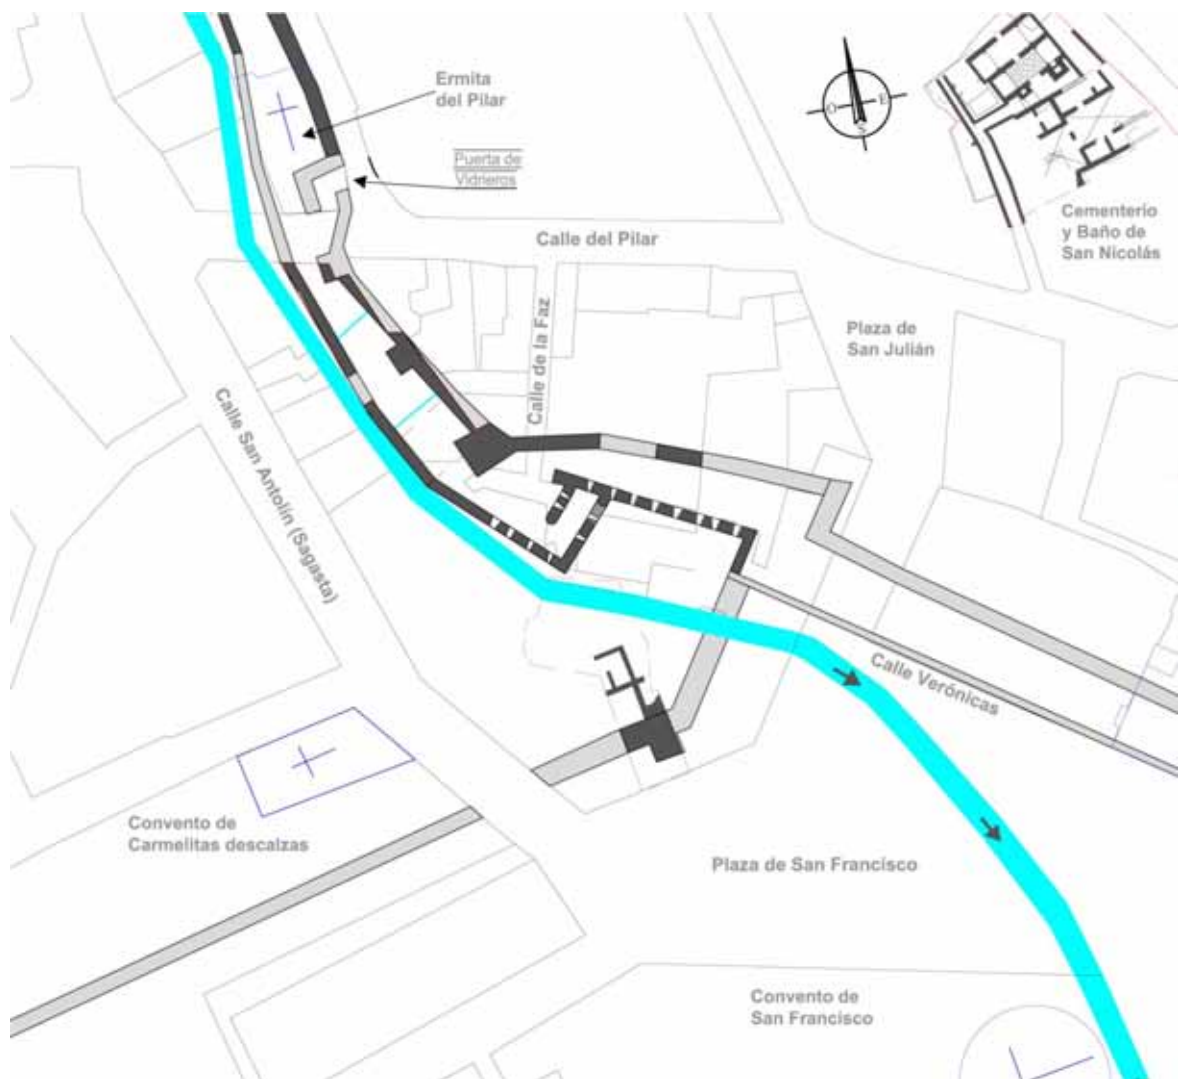 Ermita
del Pilar
Puerta de
Vidrieros
O
E
S
Cementerio
y Baño de
San Nicolás
Calle del Pilar
Calle de la Faz
Plaza de
San Julián
Calle San Antolín (Sagasta)
Calle Verónicas
Convento de
Carmelitas descalzas
Plaza de San Francisco
Convento de
San Francisco